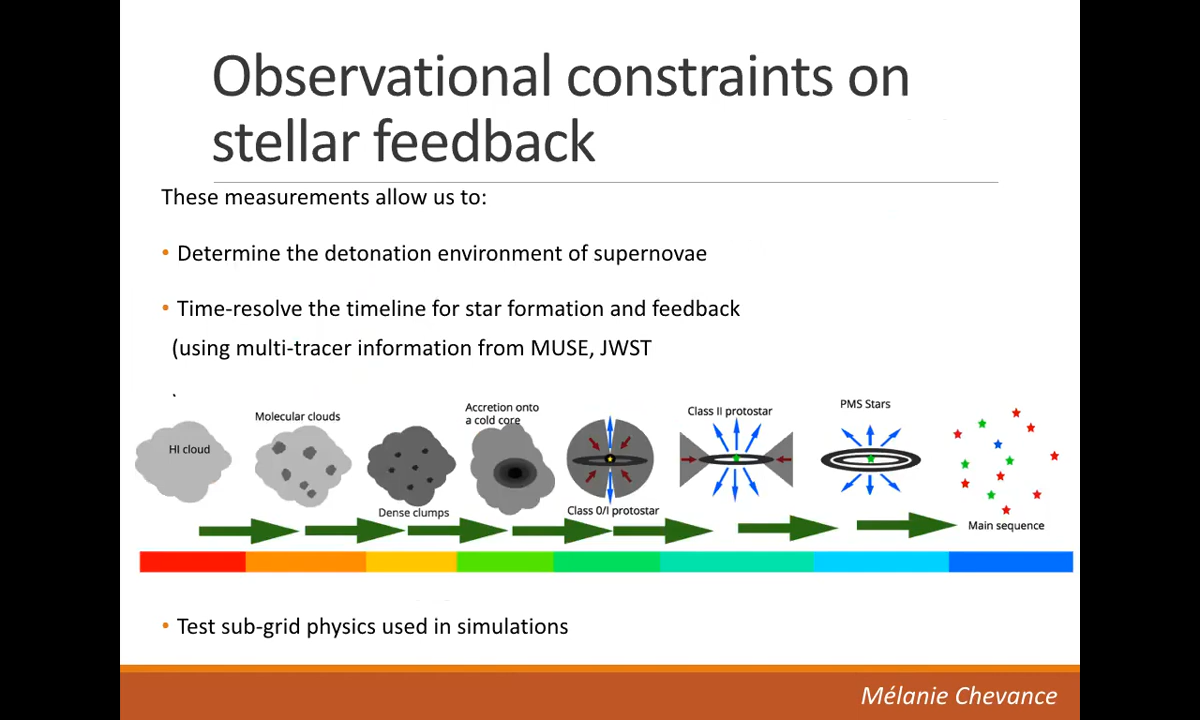 Observational constraints on
stellar feedback
These measurements allow us to:
• Determine the detonation environment of supernovae
• Time-resolve the timeline for star formation and feedback
(using multi-tracer information from MUSE, JWST
HI cloud
Molecular clouds
Dense clumps
Accretion onto
a cold core
Class 0/I protostar
Class II protostar
PMS Stars
Main sequence
• Test sub-grid physics used in simulations
Mélanie Chevance